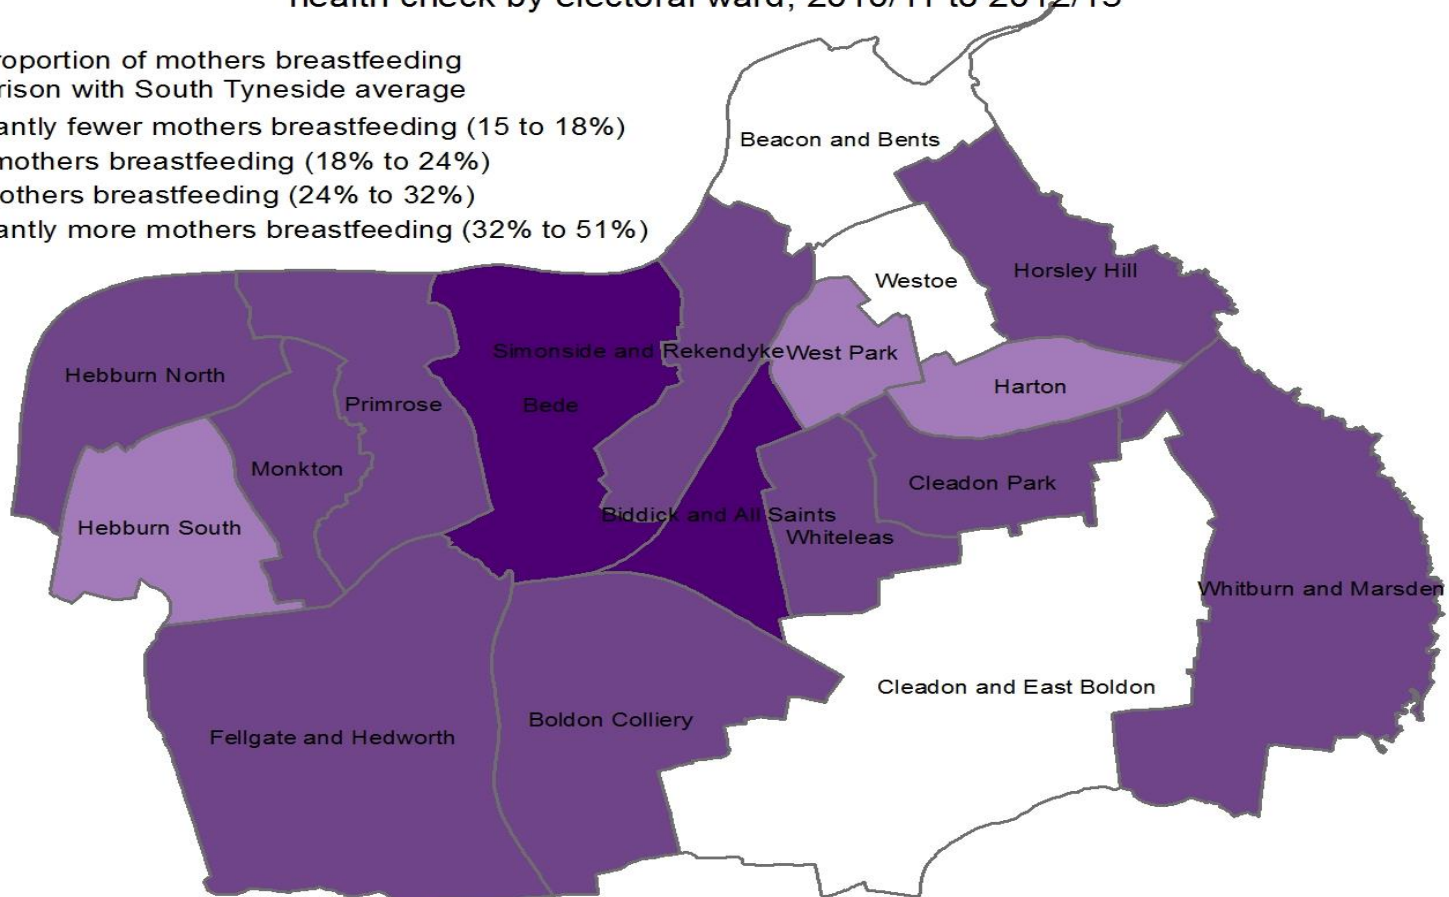 health check by electoral ward, 2010/11 to 2012/13
roportion of mothers breastfeeding
rison with South Tyneside average
antly fewer mothers breastfeeding (15 to 18%)
mothers breastfeeding (18% to 24%)
others breastfeeding (24% to 32%)
antly more mothers breastfeeding (32% to 51%)
Beacon and Bents
Horsley Hill
Westoe
Simonside and Rekendyke
West Park
Hebburn North
Harton
Primrose
Bede
Monkton
Cleadon Park
Biddick and All Saints
Hebburn South
Whiteleas
Whitburn and Marsden
Cleadon and East Boldon
Boldon Colliery
Fellgate and Hedworth